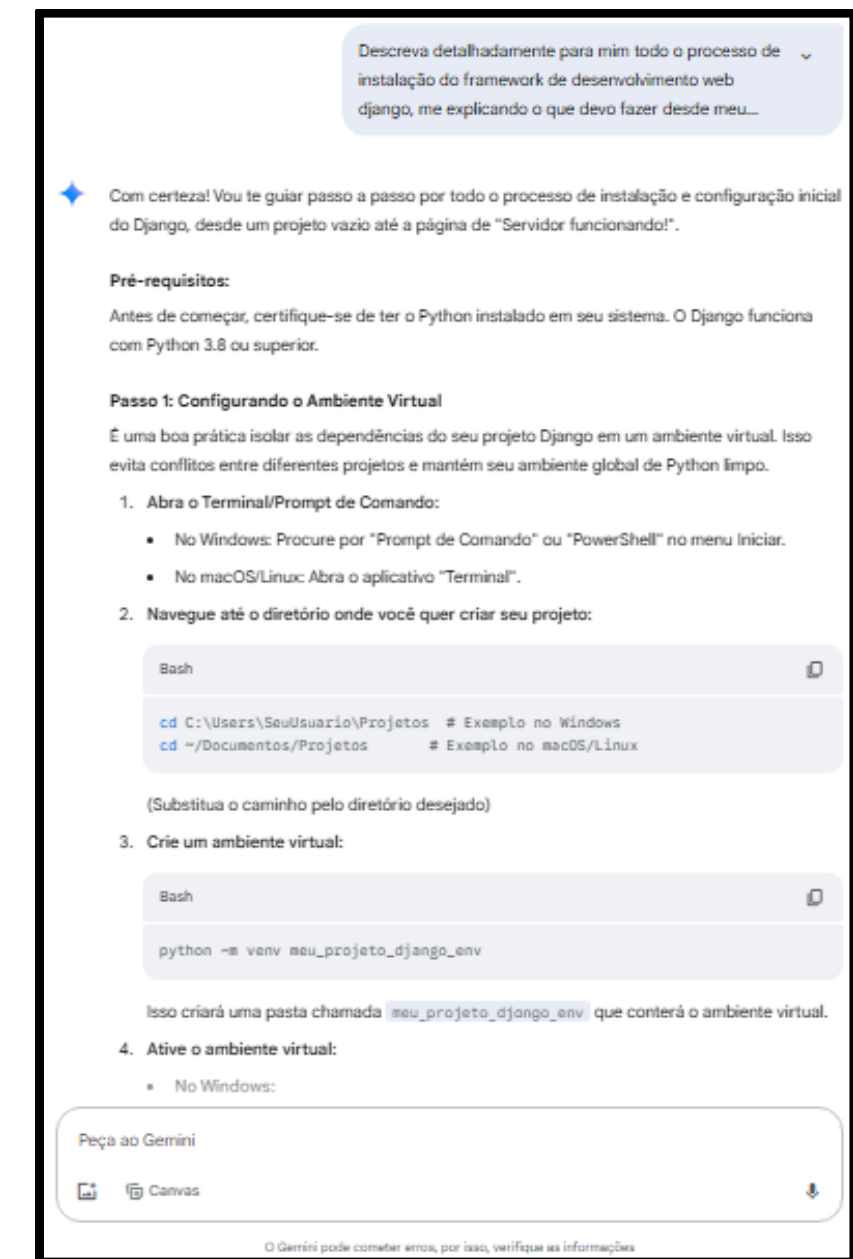 Descreva detalhadamente para mim todo o processo de
instalação do framework de desenvolvimento web
django, me explicando o que devo fazer desde meu...
Com certeza! Vou te guiar passo a passo por todo o processo de instalação e configuração inicial
do Django, desde um projeto vazio até a página de "Servidor funcionando!".
Pré-requisitos:
Antes de começar, certifique-se de ter o Python instalado em seu sistema. O Django funciona
com Python 3.8 ou superior.
Passo 1: Configurando o Ambiente Virtual
É uma boa prática isolar as dependências do seu projeto Django em um ambiente virtual. Isso
evita conflitos entre diferentes projetos e mantém seu ambiente global de Python limpo.
1. Abra o Terminal/Prompt de Comando:
• No Windows: Procure por "Prompt de Comando" ou "PowerShell" no menu Iniciar.
• No macOS/Linux: Abra o aplicativo "Terminal".
2. Navegue até o diretório onde você quer criar seu projeto:
Bash
cd C:\Users\SeuUsuario\Projetos # Exemplo no Windows
cd ~/Documentos/Projetos # Exemplo no macOS/Linux
(Substitua o caminho pelo diretório desejado)
3. Crie um ambiente virtual:
Bash
python -m venv meu_projeto_django_env
Isso criará uma pasta chamada meu_projeto_django_env que conterá o ambiente virtual.
4. Ative o ambiente virtual:
• No Windows:
Peça ao Gemini
Canvas
O Gemini pode cometer erros, por isso, verifique as informações